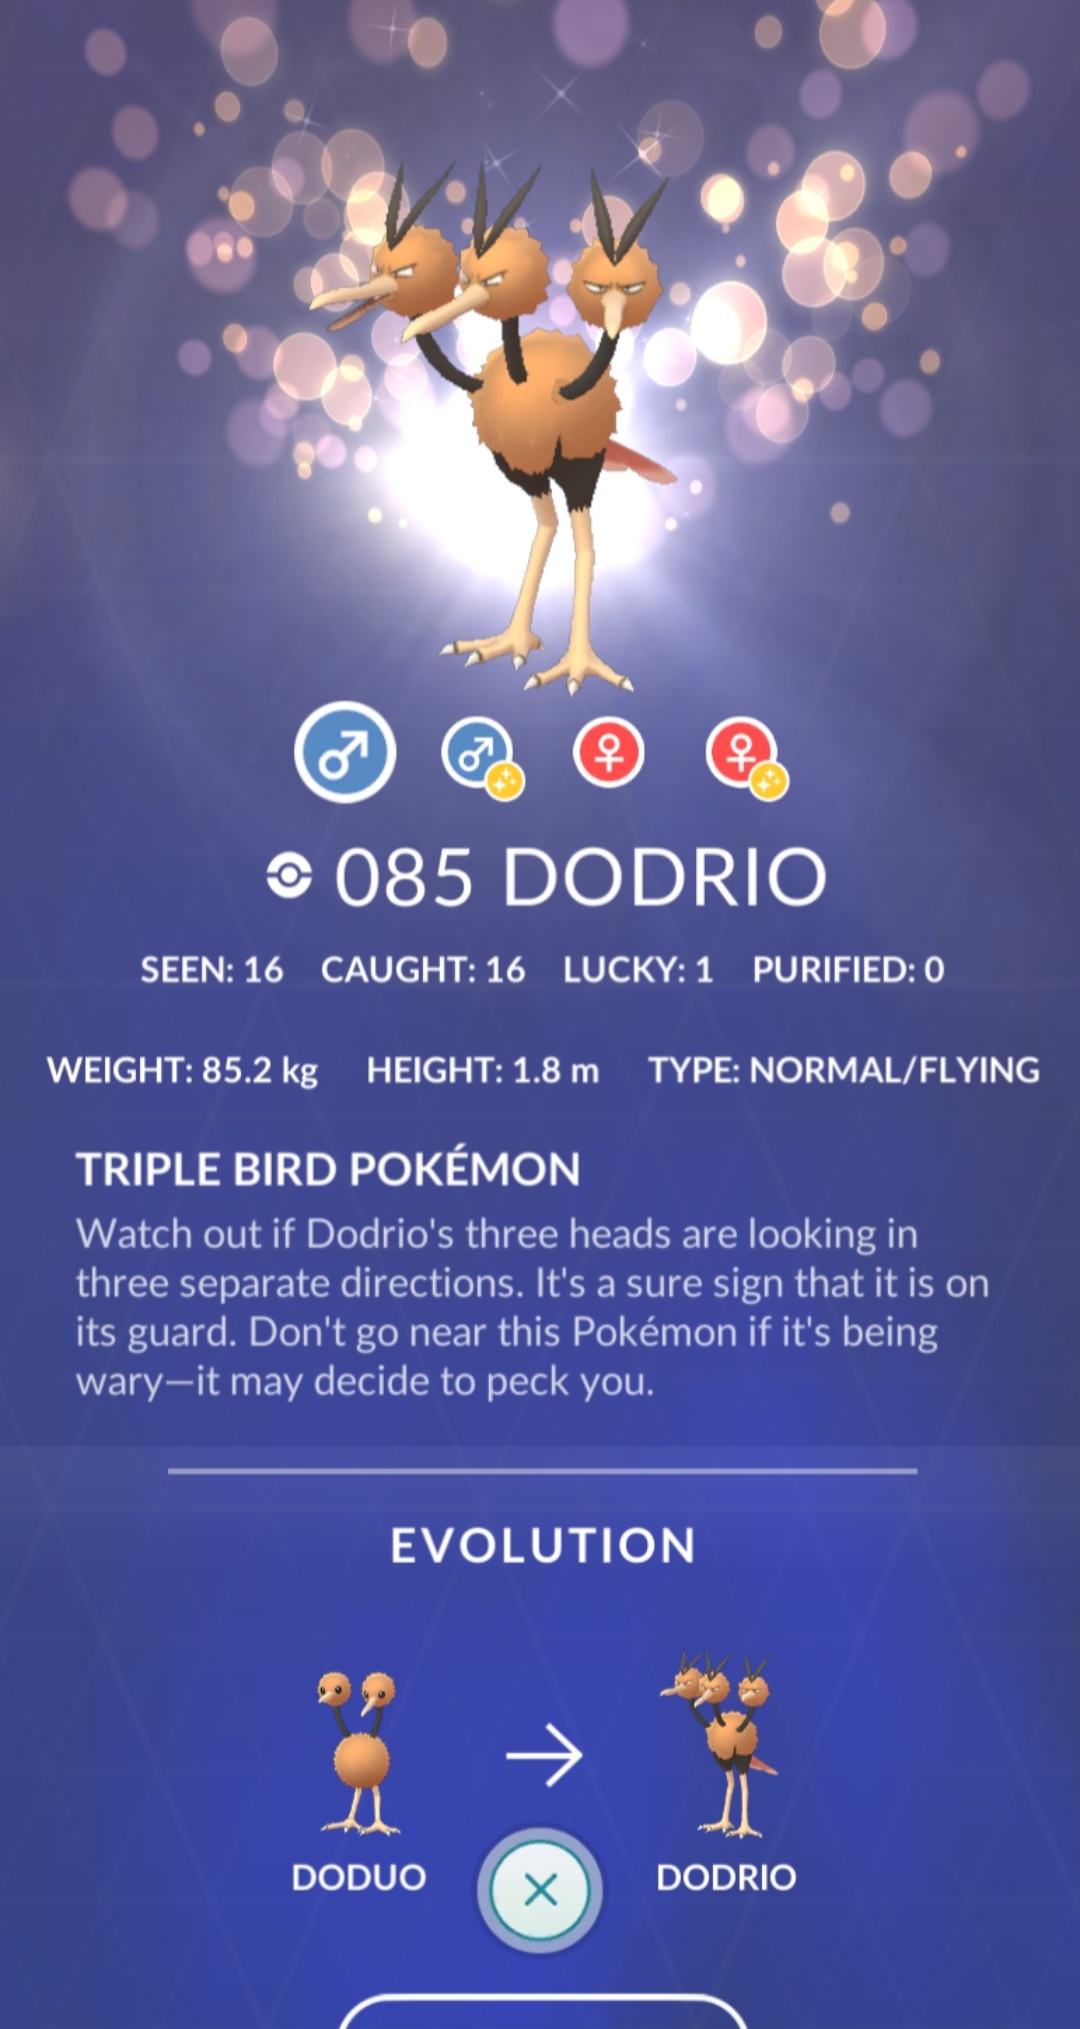 085 DODRIO
SEEN: 16 CAUGHT: 16 LUCKY: 1 PURIFIED: 0
WEIGHT: 85.2 kg HEIGHT: 1.8 m TYPE: NORMAL/FLYING
TRIPLE BIRD POKÉMON
Watch out if Dodrio's three heads are looking in
three separate directions. It's a sure sign that it is on
its guard. Don't go near this Pokémon if it's being
wary—it may decide to peck you.
EVOLUTION
DODUO DODRIO